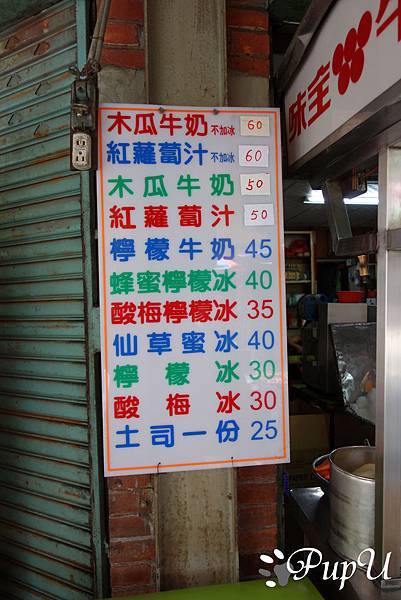 木瓜牛奶 不加冰 60
紅蘿蔔汁 不加冰 60
木瓜牛奶 50
紅蘿蔔汁 50
檸檬牛奶 45
蜂蜜檸檬冰 40
酸梅檸檬冰 35
仙草蜜冰 40
檸檬冰 30
酸梅冰 30
土司一份 25
味全
PupU